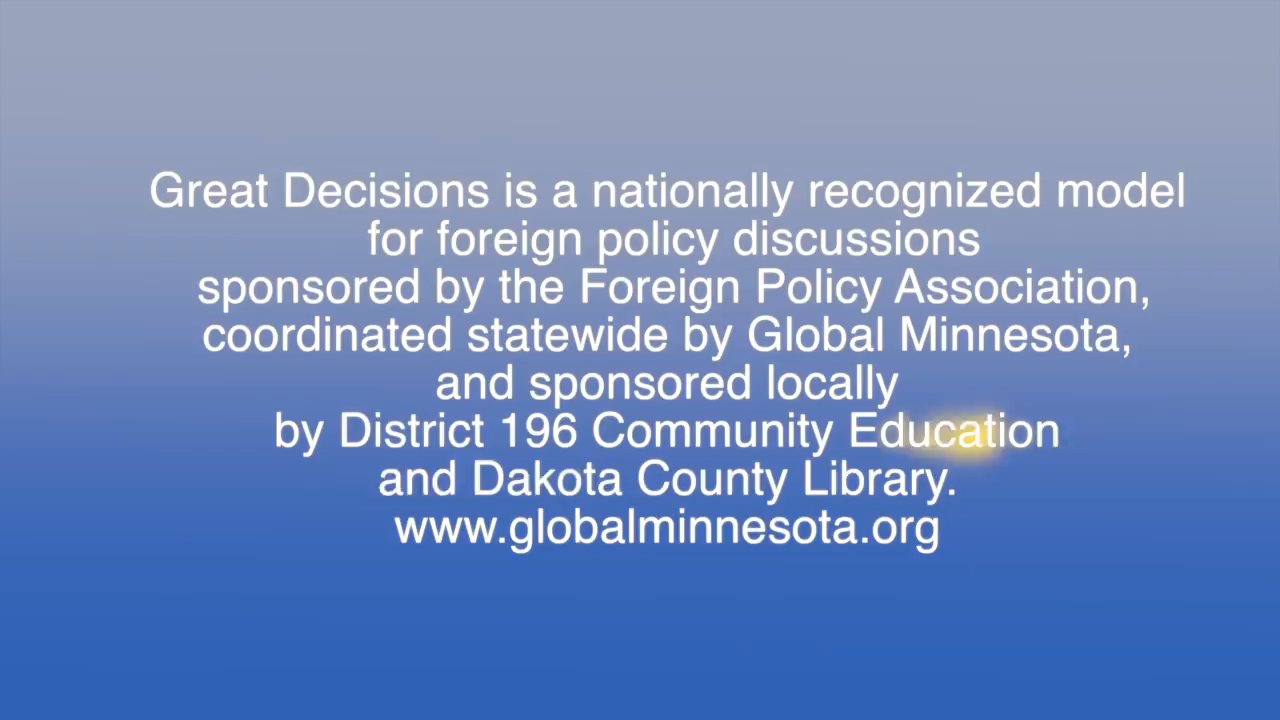 Great Decisions is a nationally recognized model
for foreign policy discussions
sponsored by the Foreign Policy Association,
coordinated statewide by Global Minnesota,
and sponsored locally
by District 196 Community Education
and Dakota County Library.
www.globalminnesota.org